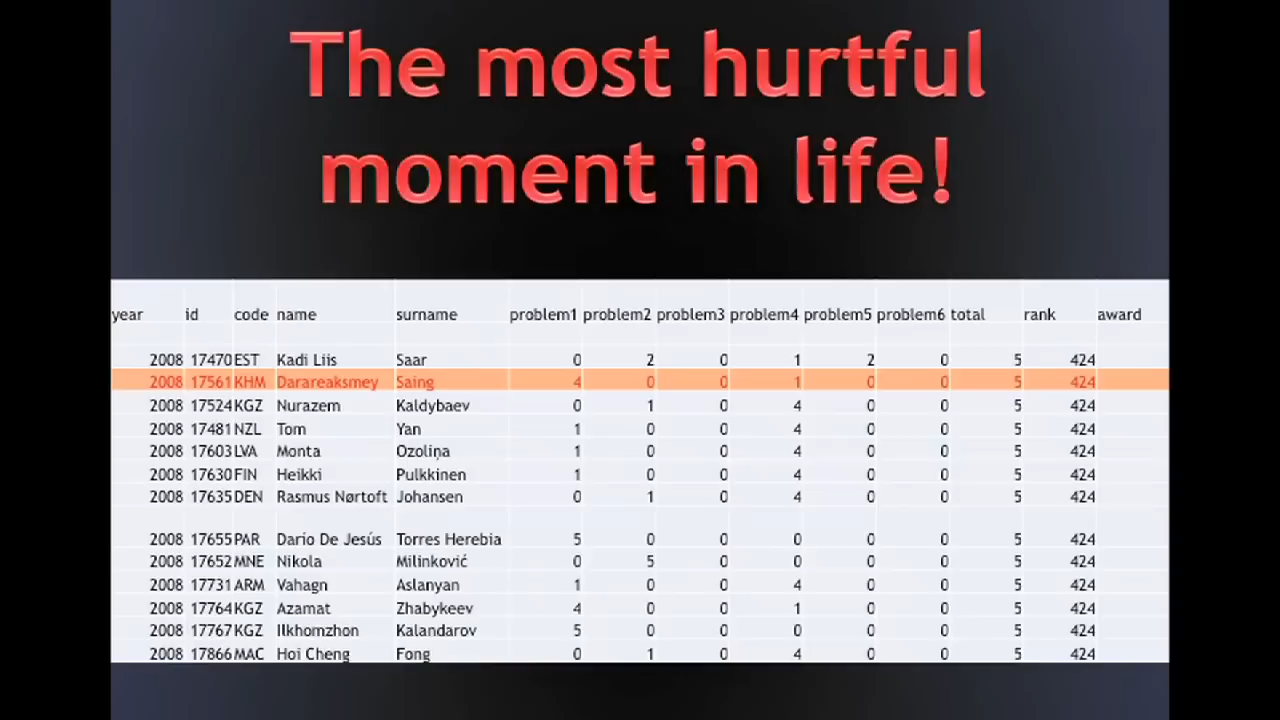 The most hurtful
moment in life!
year id code name surname problem1 problem2 problem3 problem4 problem5 problem6 total rank award
2008 17470 EST Kadi Liis Saar 0 2 0 1 2 0 5 424
2008 17561 KHM Darareaksmey Saing 4 0 0 1 0 0 5 424
2008 17524 KGZ Nurazem Kaldybaev 0 1 0 4 0 0 5 424
2008 17481 NZL Tom Yan 1 0 0 4 0 0 5 424
2008 17603 LVA Monta Ozoliņa 1 0 0 4 0 0 5 424
2008 17630 FIN Heikki Pulkkinen 1 0 0 4 0 0 5 424
2008 17635 DEN Rasmus Nørtoft Johansen 0 1 0 4 0 0 5 424
2008 17655 PAR Darío De Jesús Torres Herebia 5 0 0 0 0 0 5 424
2008 17652 MNE Nikola Milinković 0 5 0 0 0 0 5 424
2008 17731 ARM Vahagn Aslanyan 1 0 0 4 0 0 5 424
2008 17764 KGZ Azamat Zhabykeev 4 0 0 1 0 0 5 424
2008 17767 KGZ Ilkhomzhon Kalandarov 5 0 0 0 0 0 5 424
2008 17866 MAC Hoi Cheng Fong 0 1 0 4 0 0 5 424